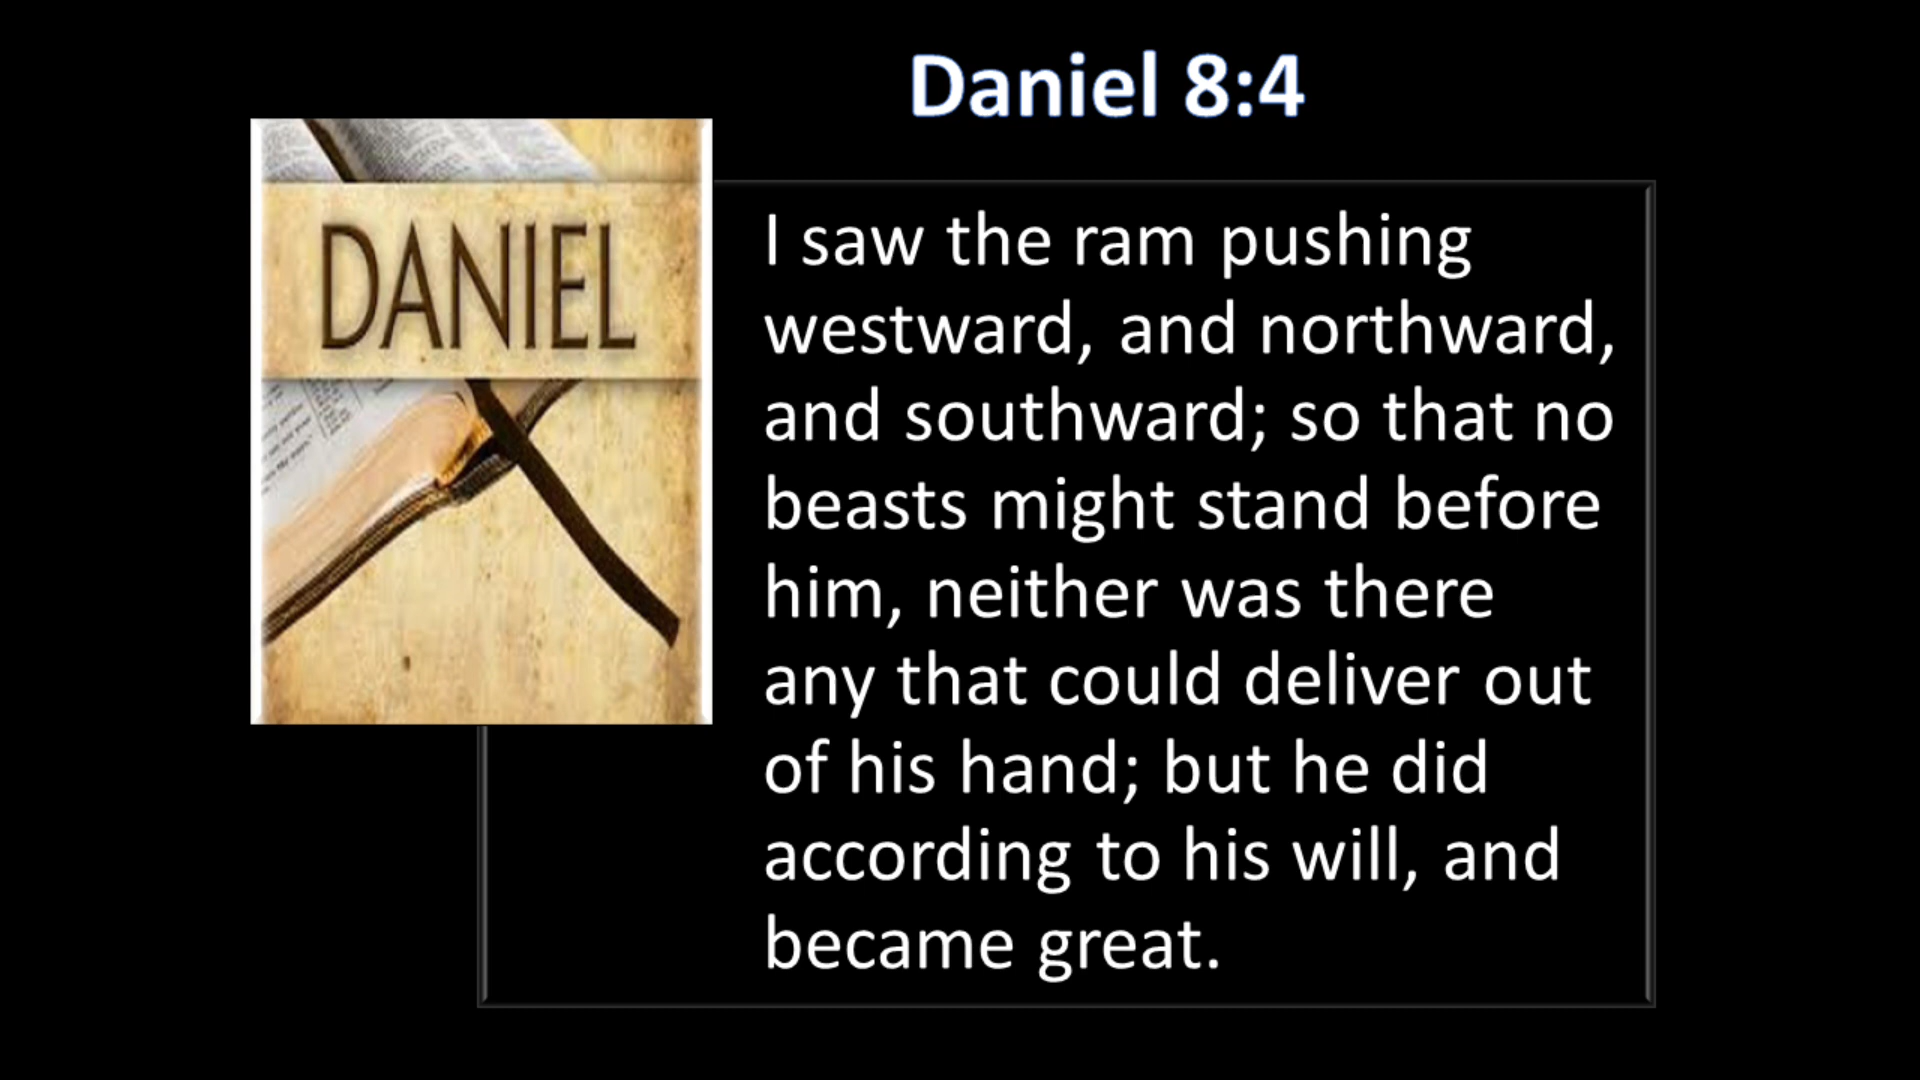 Daniel 8:4
DANIEL
I saw the ram pushing
westward, and northward,
and southward; so that no
beasts might stand before
him, neither was there
any that could deliver out
of his hand; but he did
according to his will, and
became great.